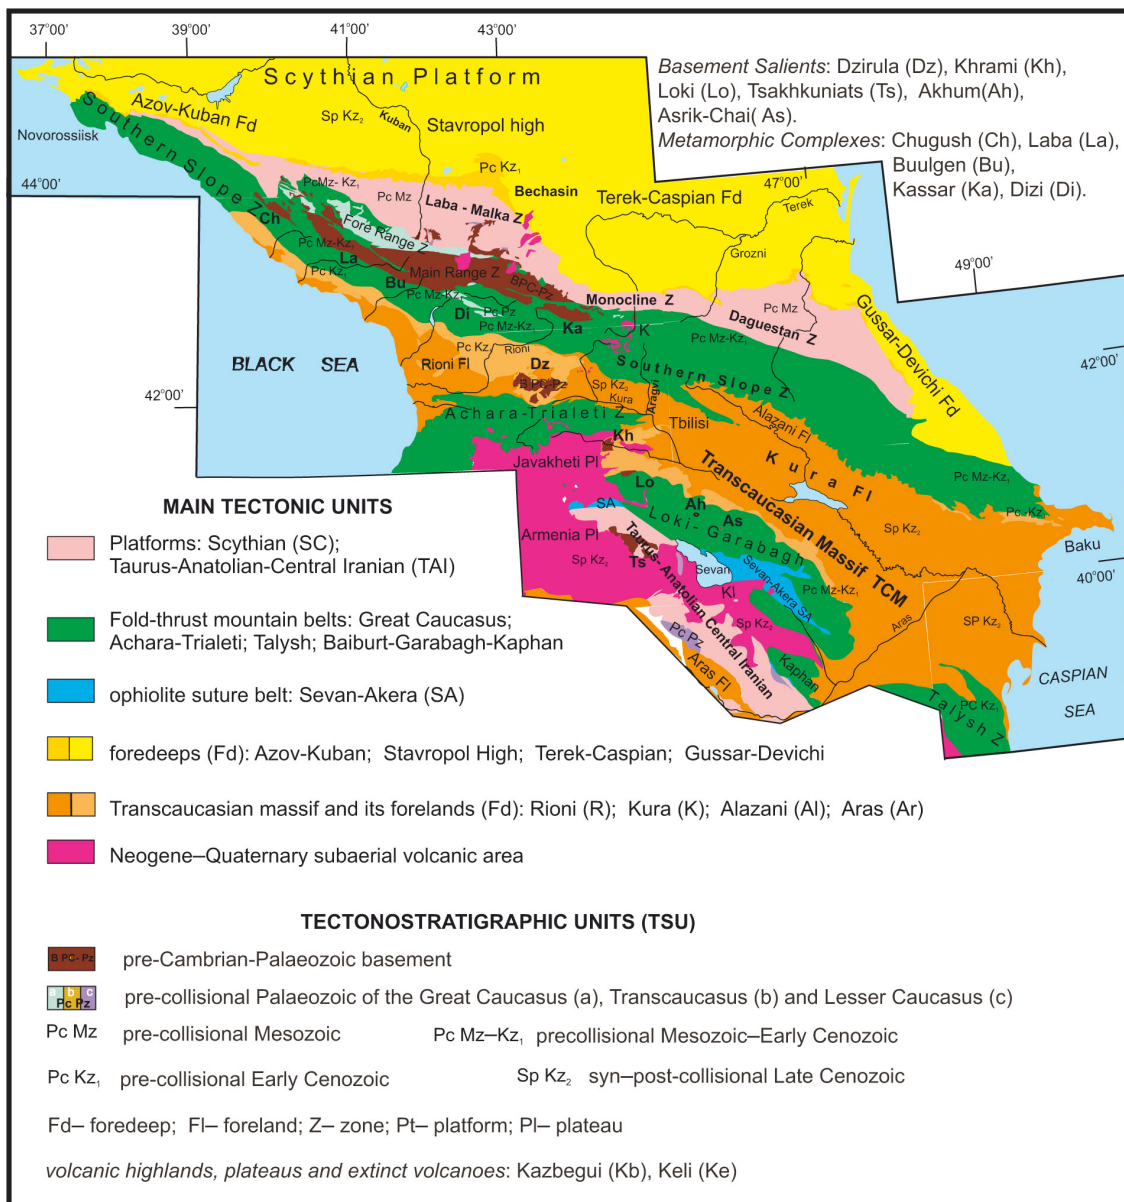 37°00’ 39°00’ 41°00’ 43°00’
Scythian Platform
Basement Salients: Dzirula (Dz), Khrami (Kh),
Loki (Lo), Tsakhkuniats (Ts), Akhum(Ah),
Asrik-Chai( As).
Metamorphic Complexes: Chugush (Ch), Laba (La),
Buulgen (Bu),
Kassar (Ka), Dizi (Di).
Azov-Kuban Fd
Sp Kz₂
Kuban
Stavropol high
Novorossiisk
Southern Slope Z
Pc Kz₁
47°00’
44°00’
PcMz- Kz₁
Pc Mz
Bechasin
Terek-Caspian Fd
Terek
Laba - Malka Z
Ch
Fore Range Z
Grozni
49°00’
Pc Mz-Kz₁
La
Main Range Z
BPC-Pz
Pc Kz₁
Bu
Pc Mz-Kz₁
Monocline Z
Pc Mz
Gussar-Devichi Fd
Di
Pc Pz
Pc Mz-Kz₁
Ka
K
Daguestan Z
Pc Mz-Kz₁
42°00’
BLACK SEA
Pc Kz₁
Rioni
Rioni Fl
Dz
B PC-Pz
Southern Slope Z
Sp Kz₂
Kura
Aragvi
42°00’
Achara-Trialeti Z
Tbilisi
Alazani Fl
Kh
Javakheti Pl
Kura Fl
Transcaucasian Massif TCM
Pc Mz-Kz₁
Lo
Pc -Kz₁
MAIN TECTONIC UNITS
SA
Ah
As
Loki-Garabagh
Sp Kz₂
Armenia Pl
Baku
Sp Kz₂
Ts
Taurus- Anatolian Central Iranian
Sevan
Sevan-Akera SA
40°00’
Kl
Pc Mz-Kz₁
Sp Kz₂
Aras
SP Kz₂
Pc Pz
Aras Fl
Kaphan
CASPIAN
SEA
PC Kz₁
Talysh Z
Platforms: Scythian (SC);
Taurus-Anatolian-Central Iranian (TAI)
Fold-thrust mountain belts: Great Caucasus;
Achara-Trialeti; Talysh; Baiburt-Garabagh-Kaphan
ophiolite suture belt: Sevan-Akera (SA)
foredeeps (Fd): Azov-Kuban; Stavropol High; Terek-Caspian; Gussar-Devichi
Transcaucasian massif and its forelands (Fd): Rioni (R); Kura (K); Alazani (Al); Aras (Ar)
Neogene–Quaternary subaerial volcanic area
TECTONOSTRATIGRAPHIC UNITS (TSU)
B PC- Pz pre-Cambrian-Palaeozoic basement
a b c
Pc Pz
pre-collisional Palaeozoic of the Great Caucasus (a), Transcaucasus (b) and Lesser Caucasus (c)
Pc Mz pre-collisional Mesozoic Pc Mz–Kz₁ precollisional Mesozoic–Early Cenozoic
Pc Kz₁ pre-collisional Early Cenozoic Sp Kz₂ syn–post-collisional Late Cenozoic
Fd– foredeep; Fl– foreland; Z– zone; Pt– platform; Pl– plateau
volcanic highlands, plateaus and extinct volcanoes: Kazbegui (Kb), Keli (Ke)